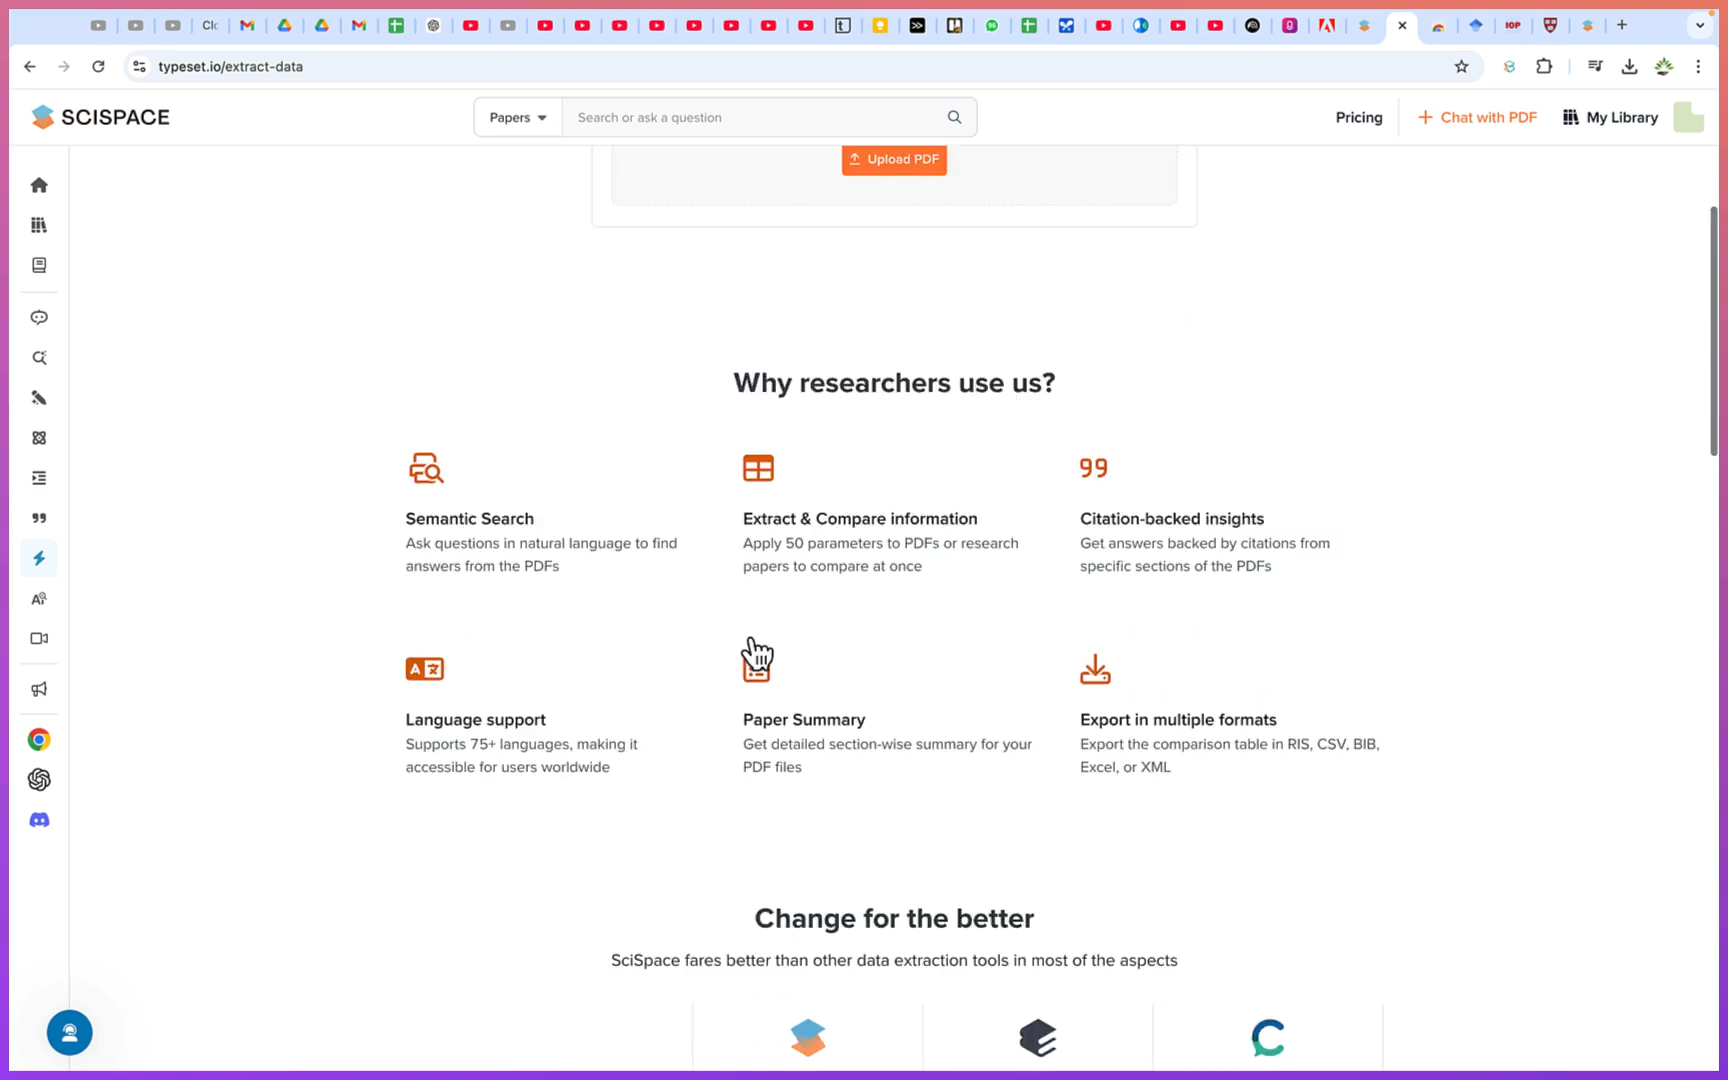 Clc
IOP
typeset.io/extract-data
SCISPACE
Papers
Search or ask a question
Pricing
+ Chat with PDF
My Library
Upload PDF
Why researchers use us?
Semantic Search
Ask questions in natural language to find
answers from the PDFs
Extract & Compare information
Apply 50 parameters to PDFs or research
papers to compare at once
Citation-backed insights
Get answers backed by citations from
specific sections of the PDFs
Language support
Supports 75+ languages, making it
accessible for users worldwide
Paper Summary
Get detailed section-wise summary for your
PDF files
Export in multiple formats
Export the comparison table in RIS, CSV, BIB,
Excel, or XML
Change for the better
SciSpace fares better than other data extraction tools in most of the aspects